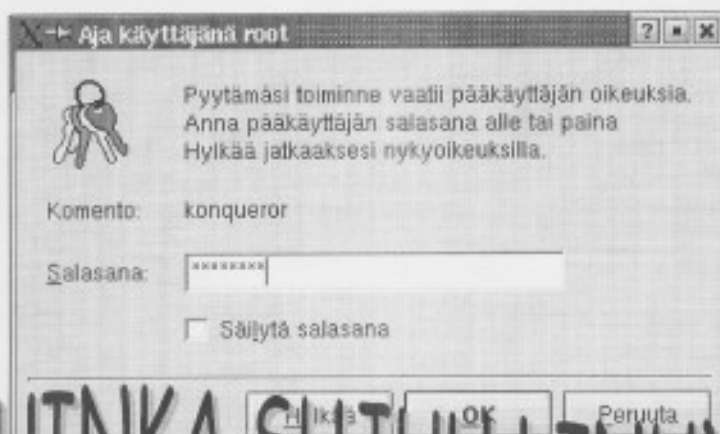 Aja käyttäjänä root
Pyytämäsi toiminne vaatii pääkäyttäjän oikeuksia.
Anna pääkäyttäjän salasana alle tai paina
Hylkää jatkaaksesi nykyoikeuksilla.
Komento: konqueror
Salasana: ********
Säilytä salasana
Hylkää OK Peruuta